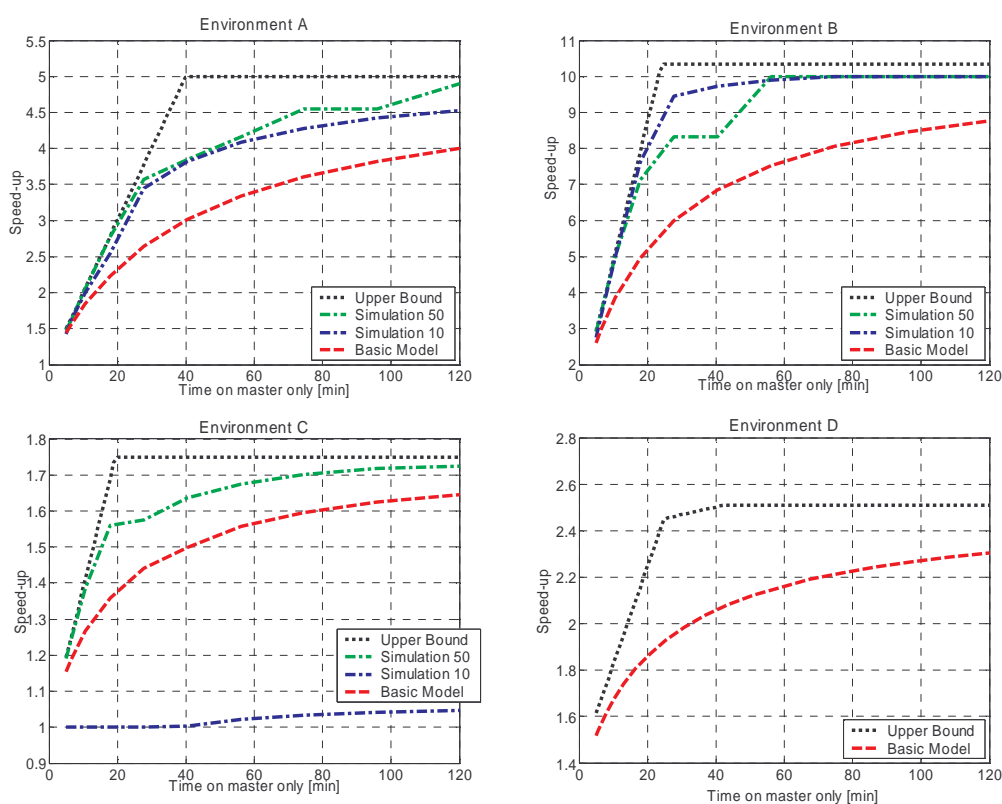 Environment A
5.5
5
4.5
4
3.5
3
2.5
2
1.5
1
Speed-up
0 20 40 60 80 100 120
Time on master only [min]
Upper Bound
Simulation 50
Simulation 10
Basic Model
Environment B
11
10
9
8
7
6
5
4
3
2
Speed-up
0 20 40 60 80 100 120
Time on master only [min]
Upper Bound
Simulation 50
Simulation 10
Basic Model
Environment C
1.8
1.7
1.6
1.5
1.4
1.3
1.2
1.1
1.0
0.9
Speed-up
0 20 40 60 80 100 120
Time on master only [min]
Upper Bound
Simulation 50
Simulation 10
Basic Model
Environment D
2.8
2.6
2.4
2.2
2
1.8
1.6
1.4
Speed-up
0 20 40 60 80 100 120
Time on master only [min]
Upper Bound
Basic Model